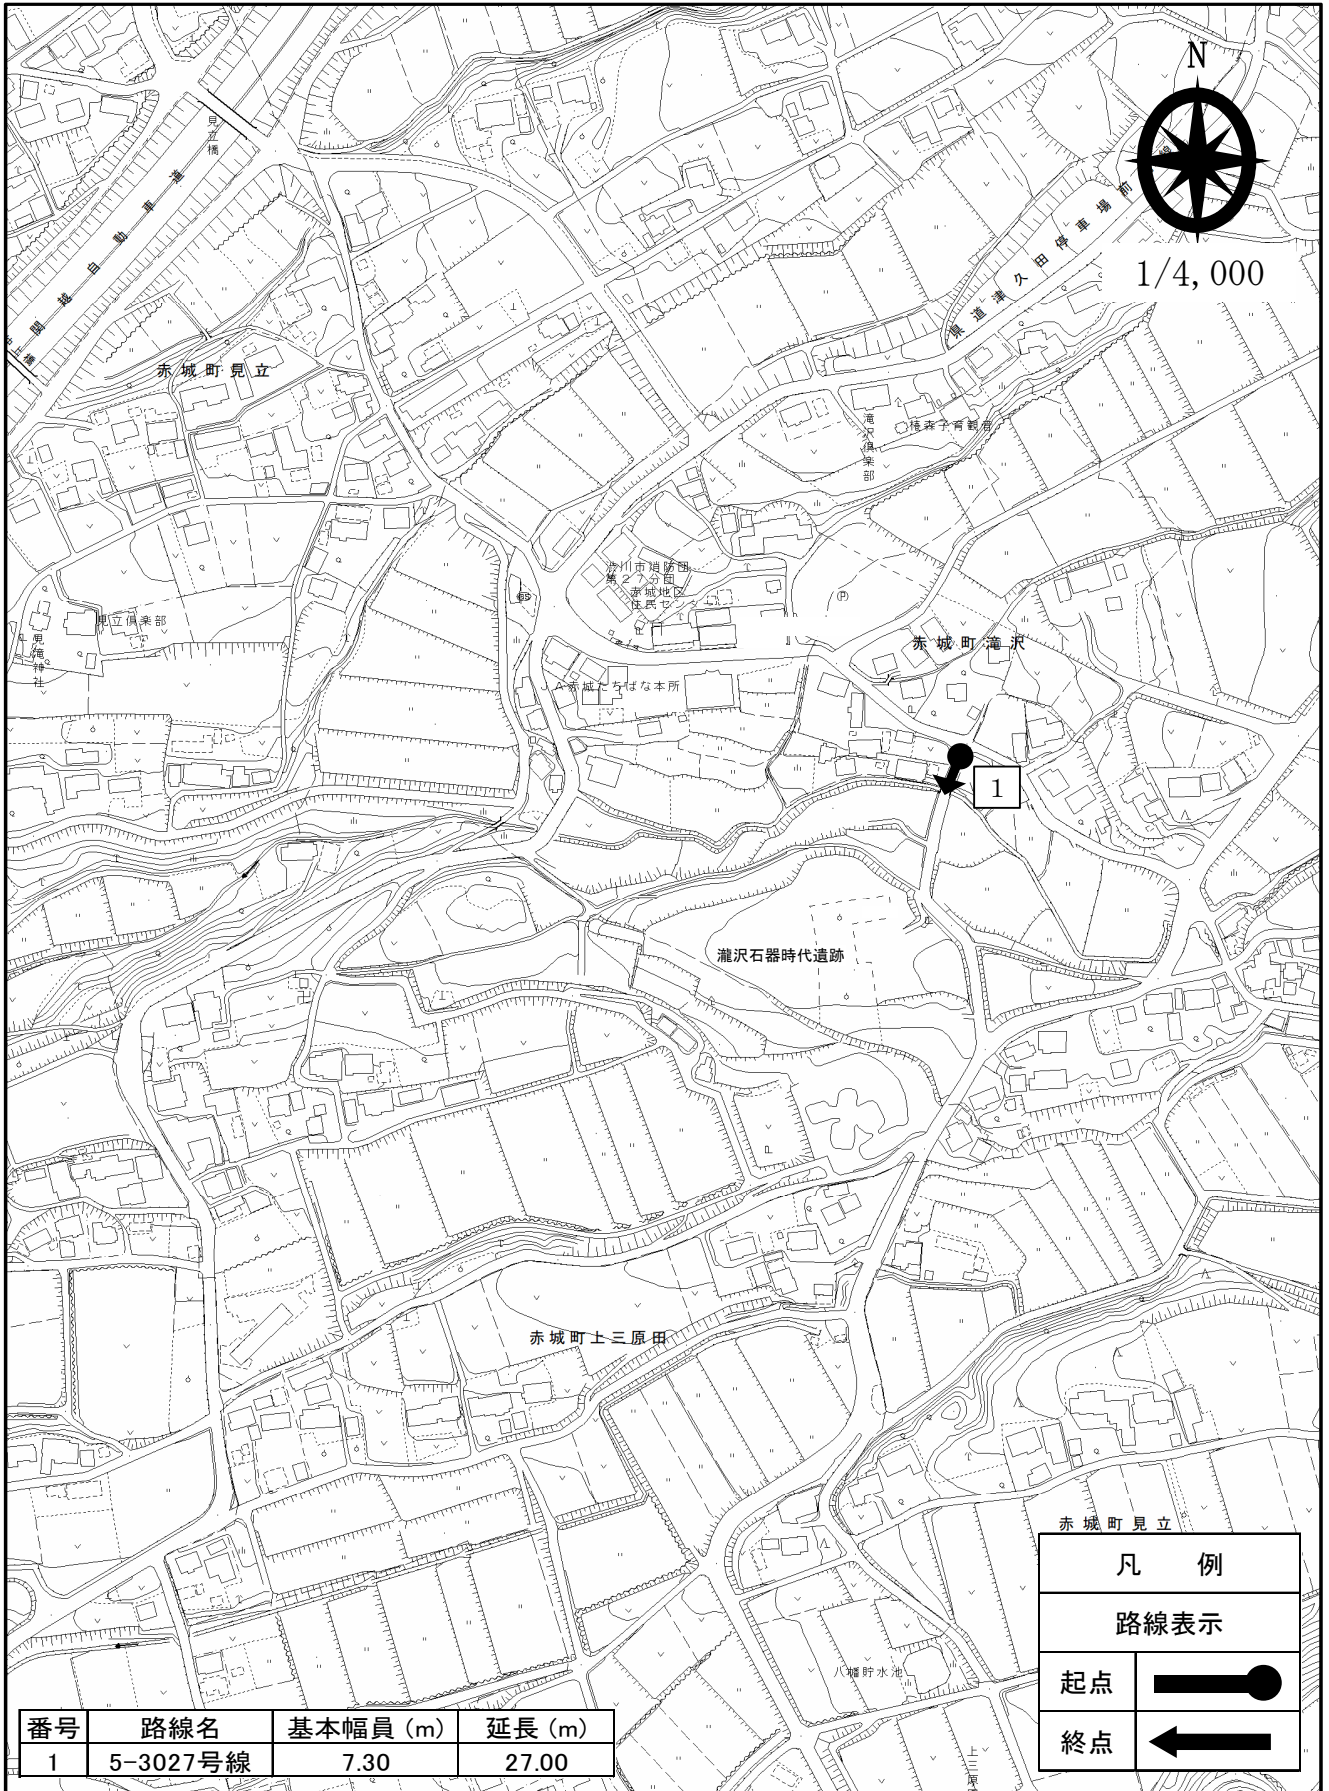 N
1/4,000
見立橋
関越自動車道
県道津久田停車場前
線
赤城町見立
滝沢倶楽部
椿森子育観音
渋川市消防団
第27分団
赤城地区
住民センター
見立倶楽部
見滝神社
赤城町滝沢
JA赤城たちばな本所
1
瀧沢石器時代遺跡
赤城町上三原田
赤城町見立
八幡貯水池
上三原
凡 例
路線表示
起点
終点
番号 路線名 基本幅員(m) 延長(m)
1 5-3027号線 7.30 27.00